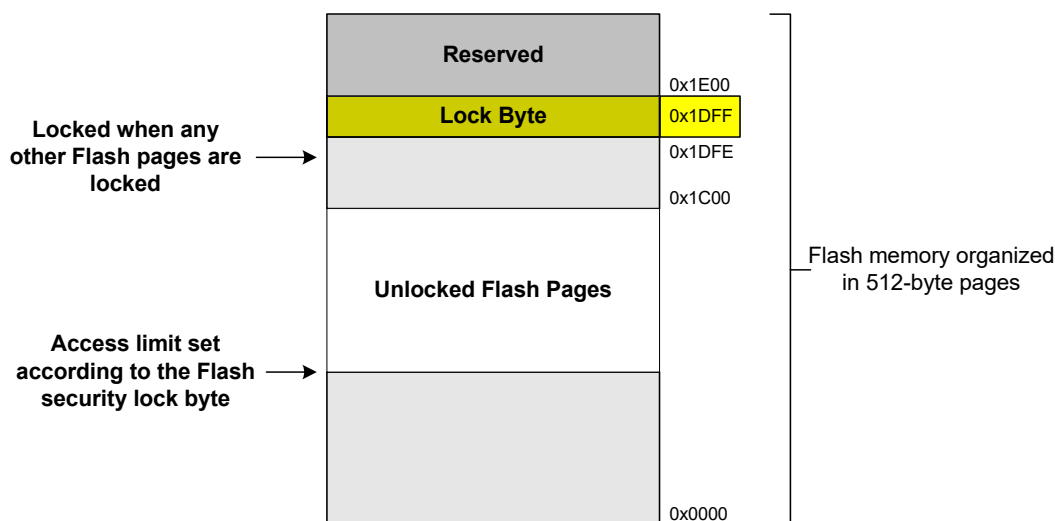 Reserved
0x1E00
Lock Byte
0x1DFF
Locked when any
other Flash pages are
locked
0x1DFE
0x1C00
Unlocked Flash Pages
Flash memory organized
in 512-byte pages
Access limit set
according to the Flash
security lock byte
0x0000